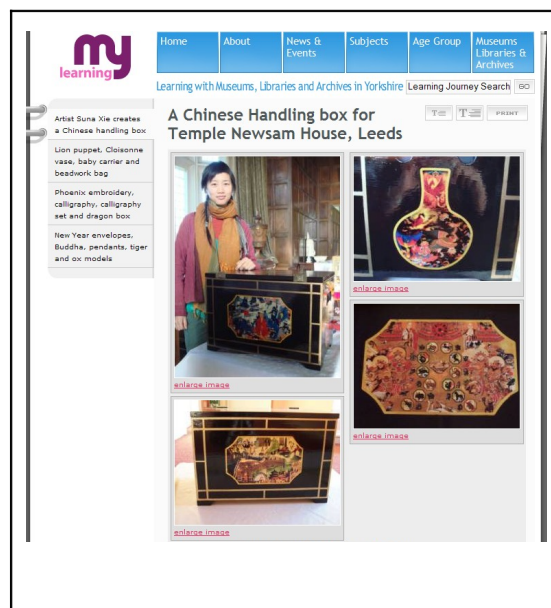 my
learning
Home
About
News &
Events
Subjects
Age Group
Museums
Libraries &
Archives
Learning with Museums, Libraries and Archives in Yorkshire
Learning Journey Search
GO
Artist Suna Xie creates
a Chinese handling box
Lion puppet, Cloisonne
vase, baby carrier and
beadwork bag
Phoenix embroidery,
calligraphy, calligraphy
set and dragon box
New Year envelopes,
Buddha, pendants, tiger
and ox models
A Chinese Handling box for
Temple Newsam House, Leeds
T
T
PRINT
enlarge image
enlarge image
enlarge image
enlarge image